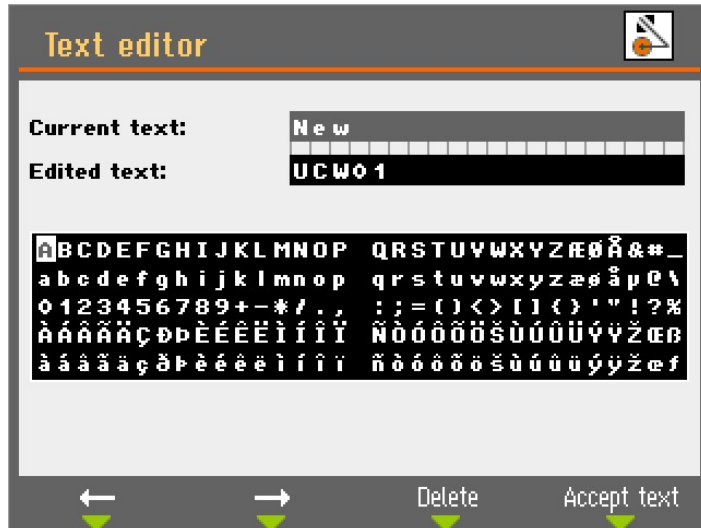 Text editor
Current text: New
Edited text: UCW01
ABCDEFGHIJKLMNOP QRSTUVWXYZÆØÅ&#_
abcdefghijklmnop qrstuvwxyzæøåµ@\
0123456789+-*/., :;=()<>[]{}'"!?%
ÀÁÂÃÄÇÐÞÈÉÊËÌÍÎÏ ÑÒÓÔÕÖŠÙÚÛÜÝŸŽŒß
àáâãäçðÞèéêëìíîï ñòóôõöšùúûüýÿžœƒ
← → Delete Accept text